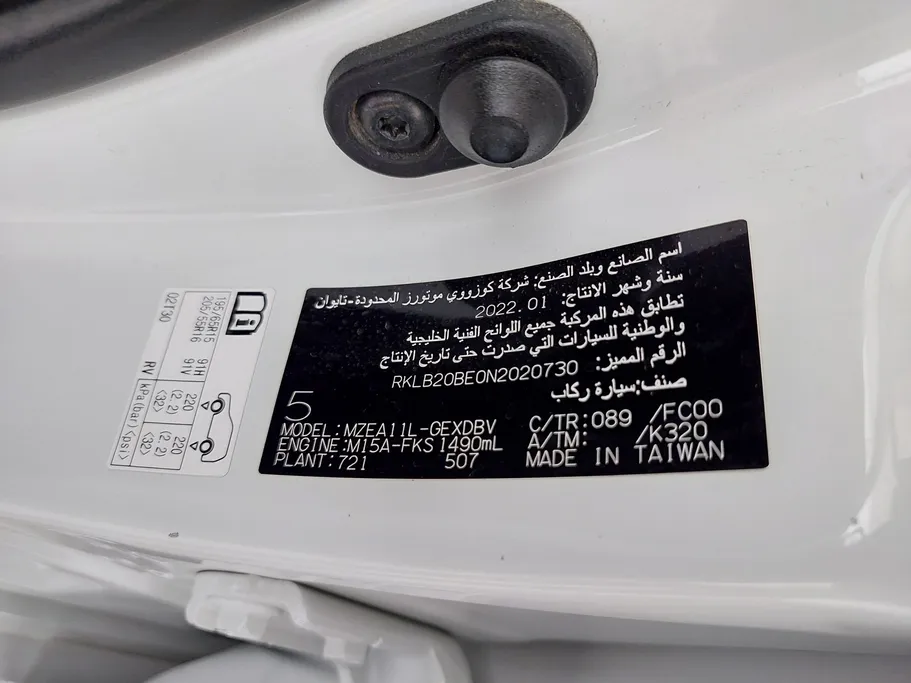 اسم الصانع وبلد الصنع: شركة كوزووي موتورز المحدودة-تايوان
سنة وشهر الانتاج: 2022.01
تطابق هذه المركبة جميع اللوائح الفنية الخليجية
والوطنية للسيارات التي صدرت حتى تاريخ الإنتاج
الرقم المميز: RKLB20BE0N2020730
صنف:سيارة ركاب
5
MODEL:MZEA11L-GEXDBV C/TR:089 /FC00
ENGINE:M15A-FKS 1490mL A/TM: /K320
PLANT:721 507 MADE IN TAIWAN
195/65R15 91H 220 (2.2) <32> 220 (2.2) <32>
205/55R16 91V
02130 RV kPa(bar)<psi>